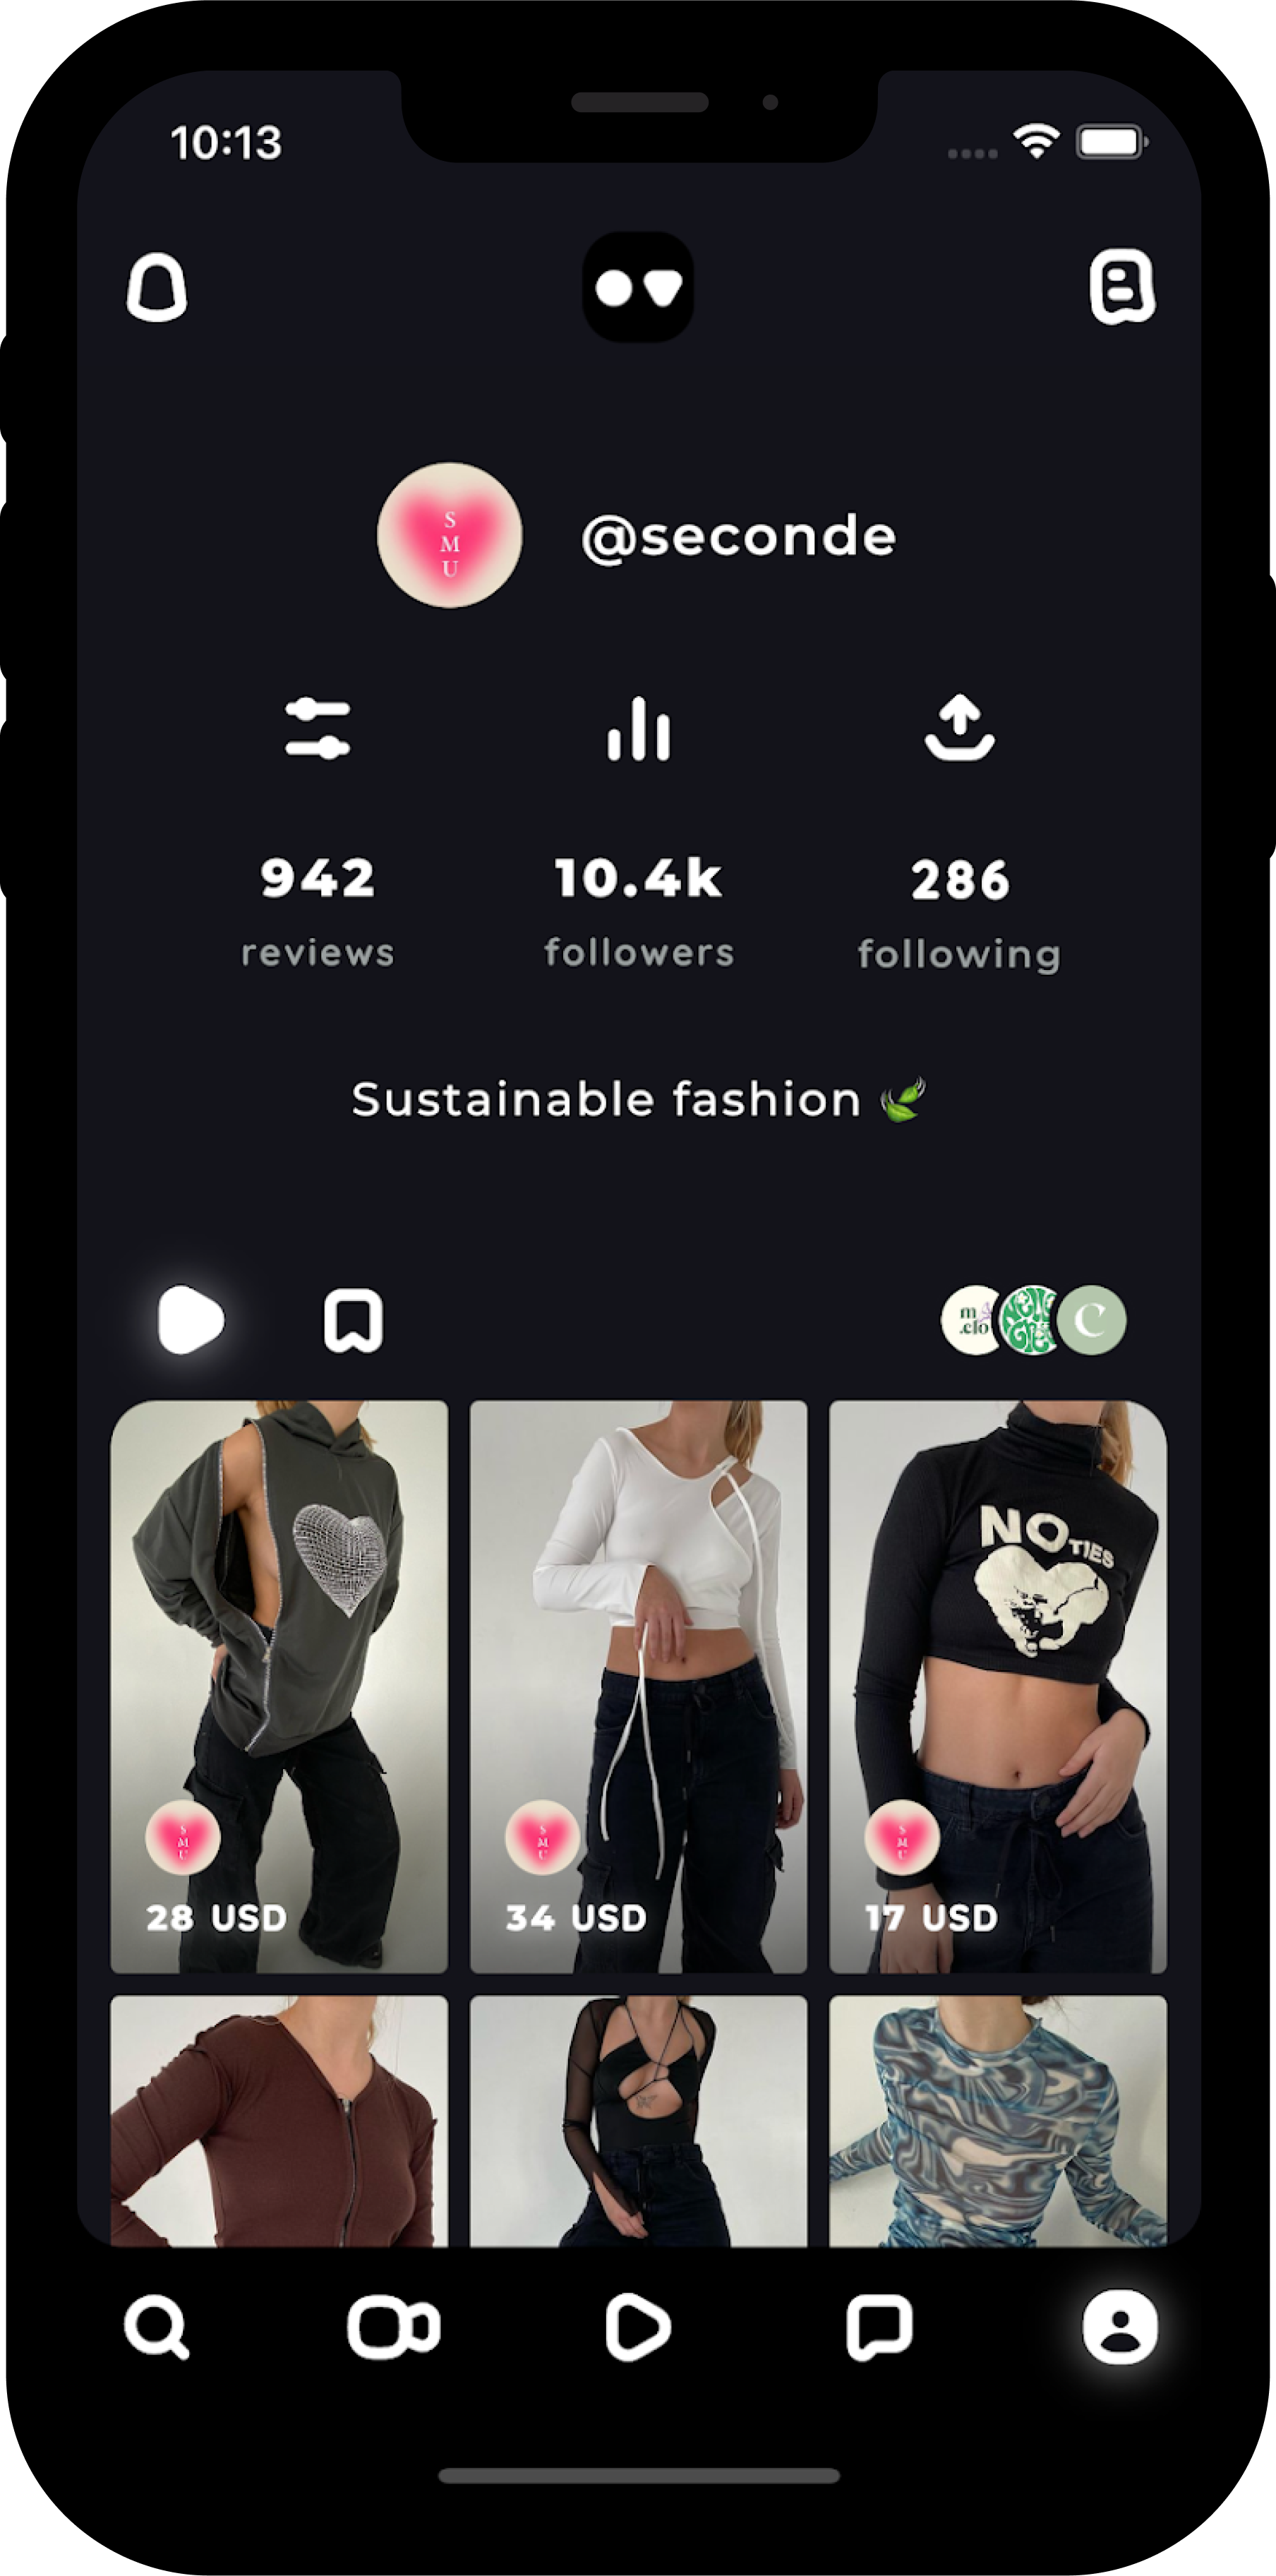 10:13
S
M
U
@seconde
942
10.4k
286
reviews
followers
following
Sustainable fashion 🌿
m
.clo
C
NO TIES
S
M
U
28 USD
S
M
U
34 USD
S
M
U
17 USD